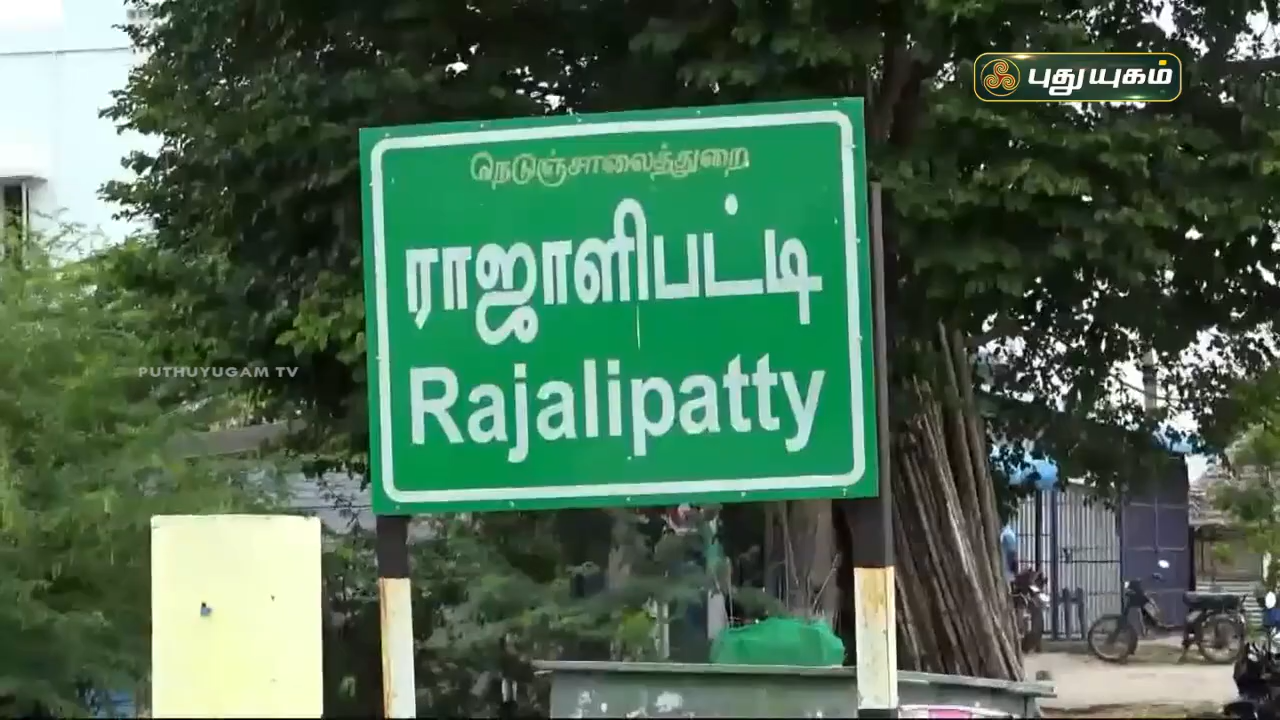 புதுயுகம்
நெடுஞ்சாலைத்துறை
ராஜாளிபட்டி
Rajalipatty
PUTHUYUGAM TV